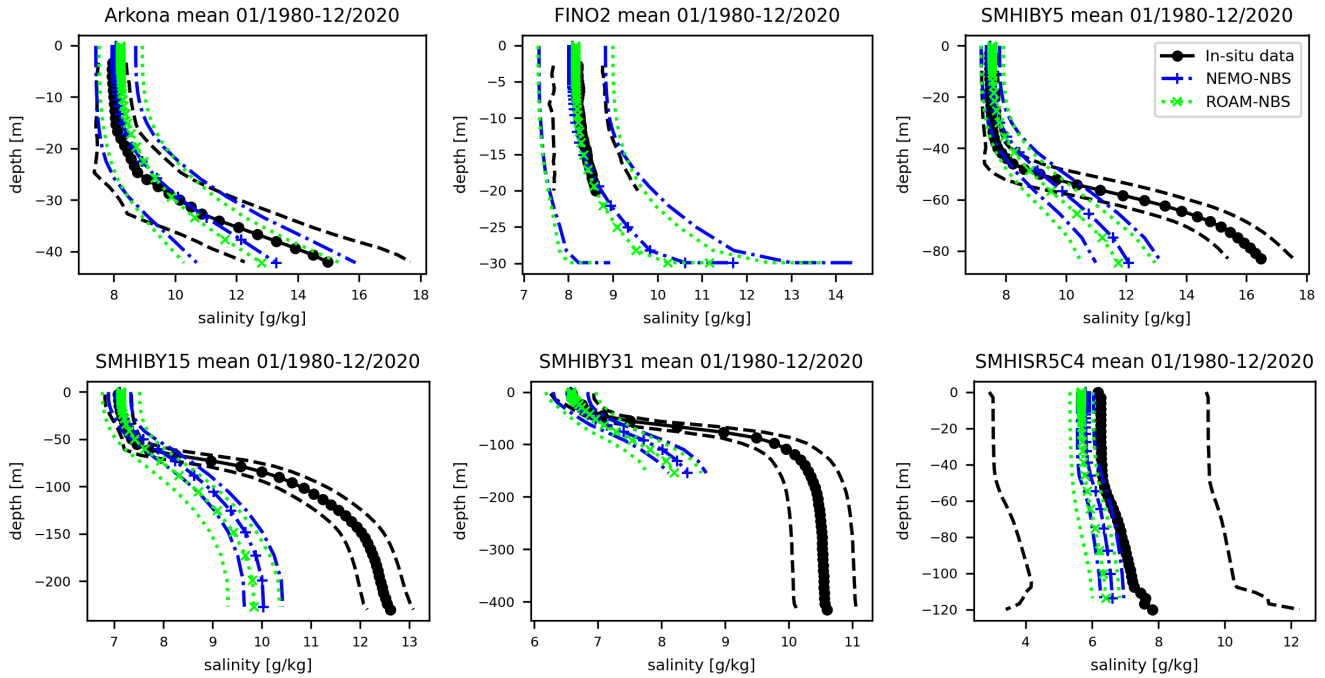 Arkona mean 01/1980-12/2020
0
−10
−20
−30
−40
depth [m]
8 10 12 14 16 18
salinity [g/kg]
FINO2 mean 01/1980-12/2020
0
−5
−10
−15
−20
−25
−30
depth [m]
7 8 9 10 11 12 13 14
salinity [g/kg]
SMHIBY5 mean 01/1980-12/2020
In-situ data
NEMO-NBS
ROAM-NBS
0
−20
−40
−60
−80
depth [m]
8 10 12 14 16 18
salinity [g/kg]
SMHIBY15 mean 01/1980-12/2020
0
−50
−100
−150
−200
depth [m]
7 8 9 10 11 12 13
salinity [g/kg]
SMHIBY31 mean 01/1980-12/2020
0
−100
−200
−300
−400
depth [m]
6 7 8 9 10 11
salinity [g/kg]
SMHISR5C4 mean 01/1980-12/2020
0
−20
−40
−60
−80
−100
−120
depth [m]
4 6 8 10 12
salinity [g/kg]